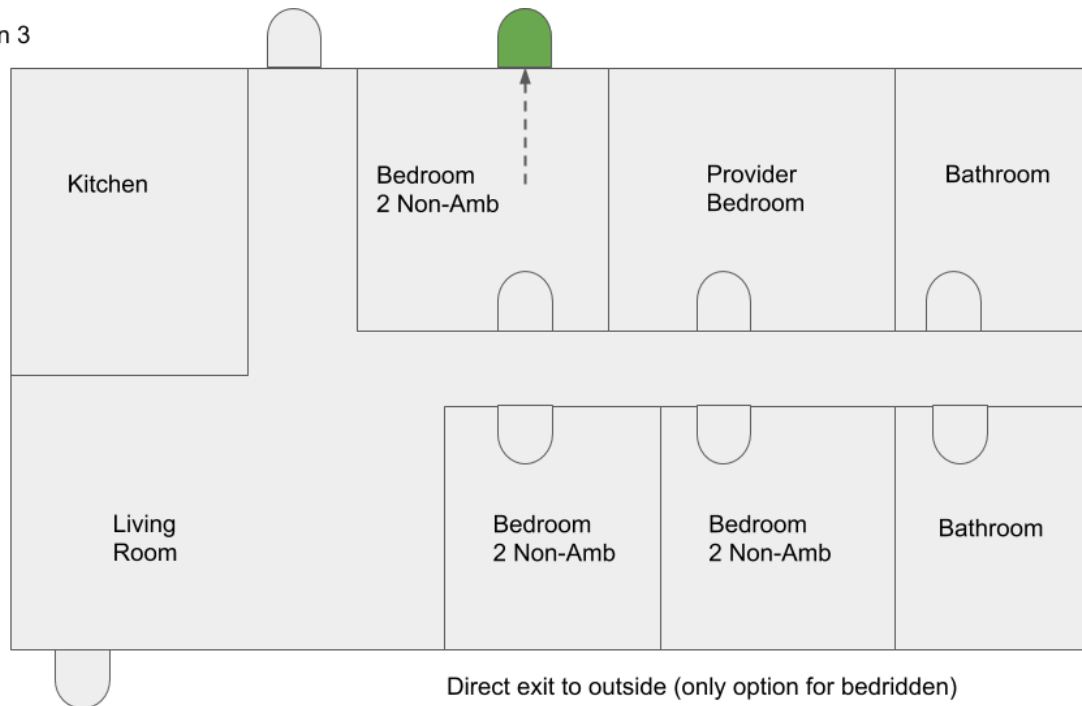 n 3
Kitchen
Bedroom
2 Non-Amb
Provider
Bedroom
Bathroom
Living
Room
Bedroom
2 Non-Amb
Bedroom
2 Non-Amb
Bathroom
Direct exit to outside (only option for bedridden)